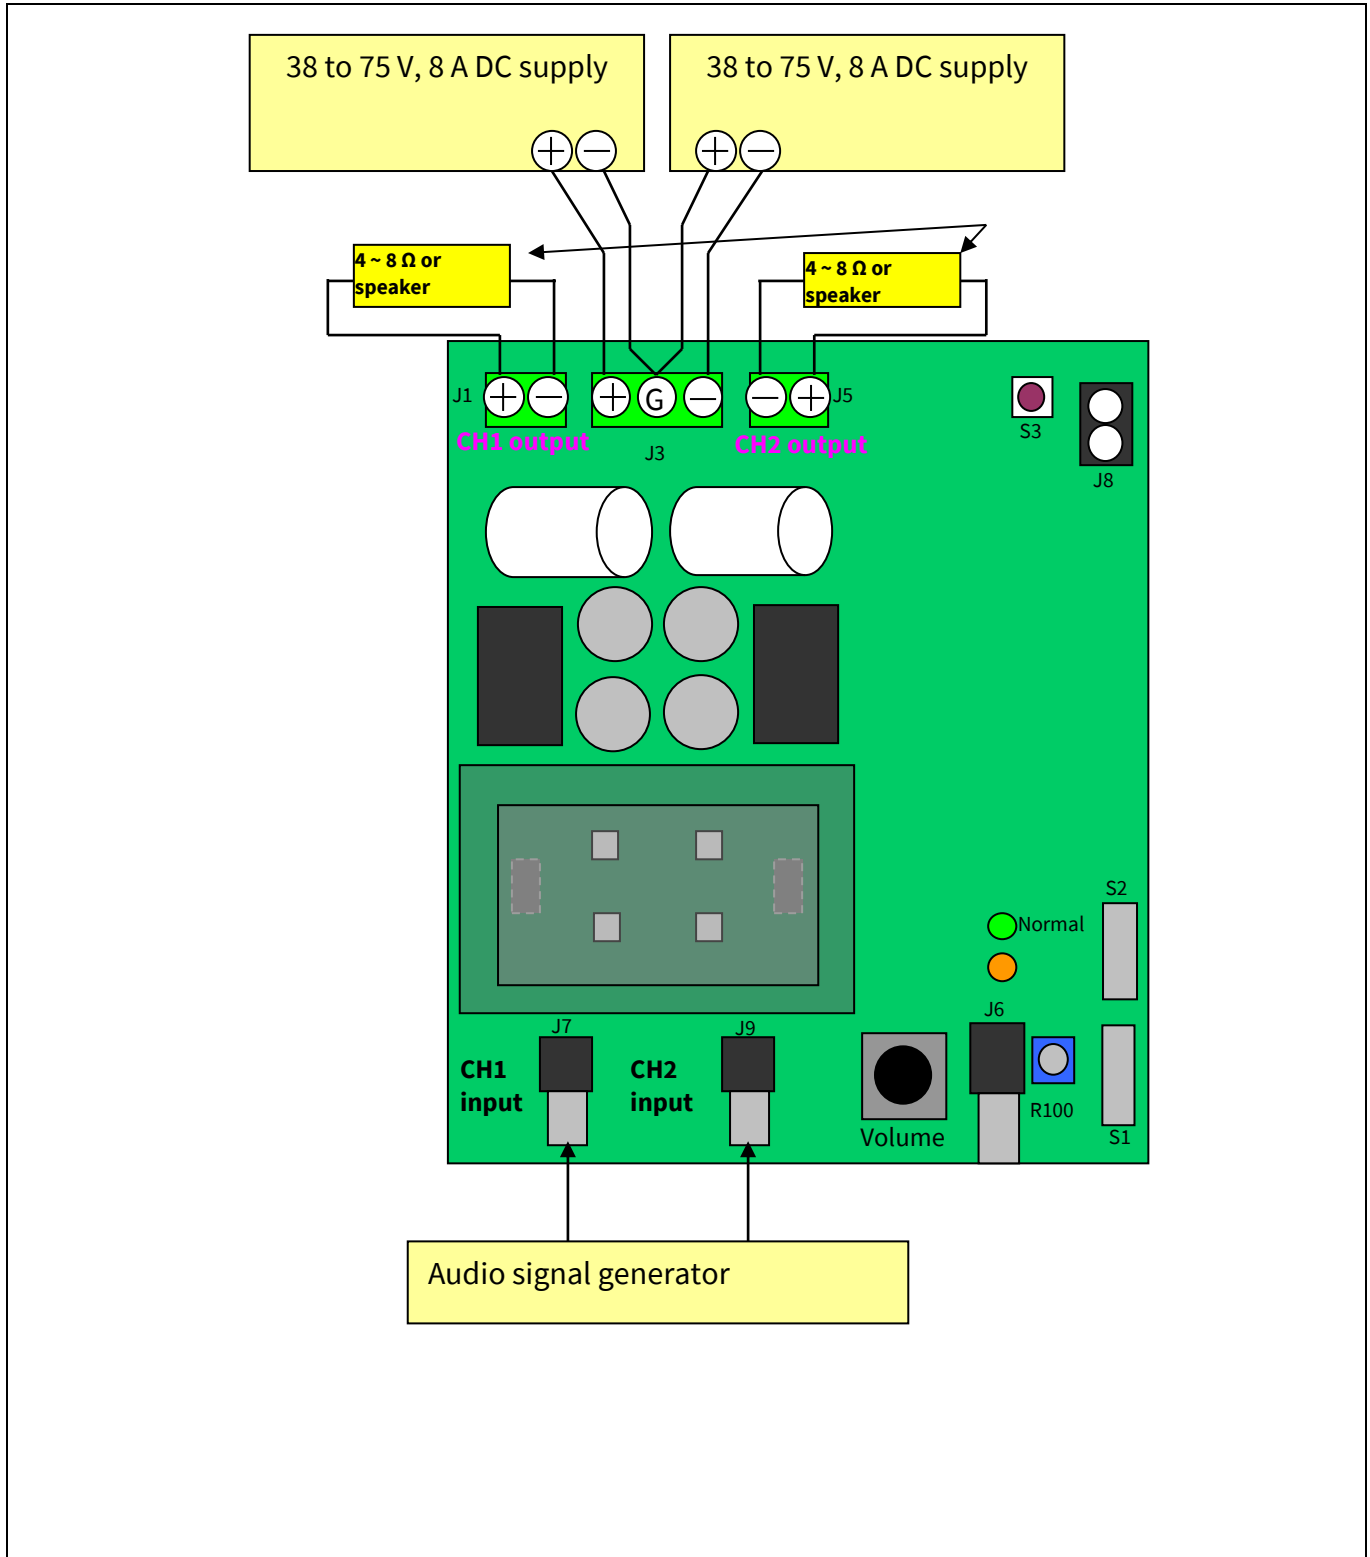 38 to 75 V, 8 A DC supply
38 to 75 V, 8 A DC supply
4 ~ 8 Ω or
speaker
4 ~ 8 Ω or
speaker
J1
G
J5
CH1 output
J3
CH2 output
S3
J8
S2
Normal
J6
J7
J9
CH1
input
CH2
input
R100
Volume
S1
Audio signal generator